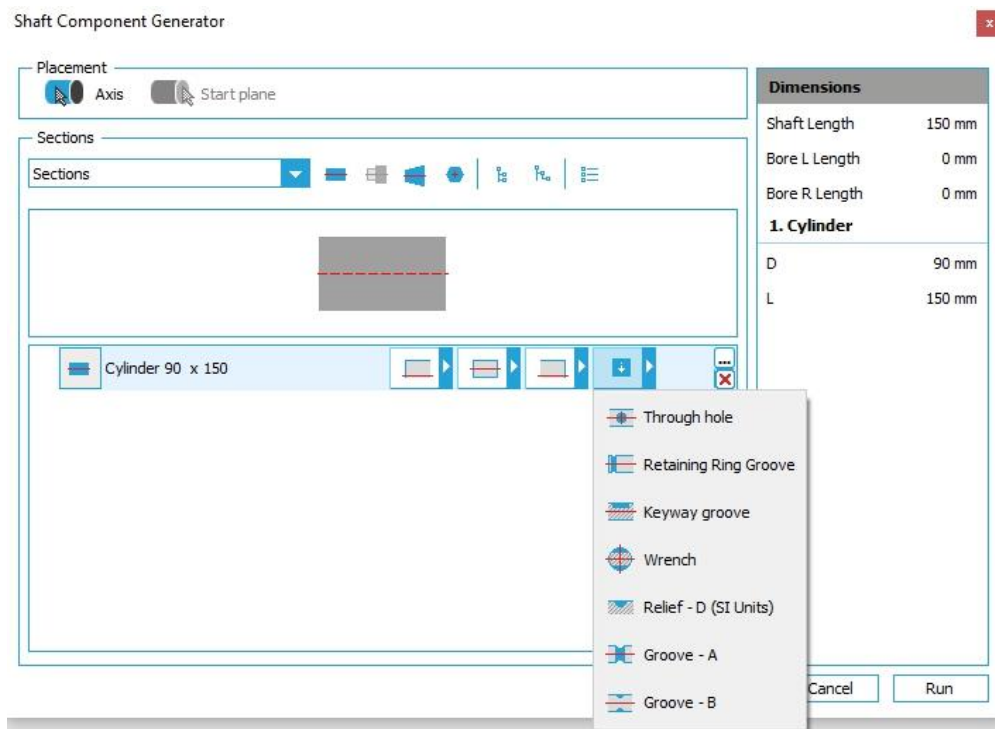 Shaft Component Generator
x
Placement
Axis
Start plane
Sections
Sections
Cylinder 90 x 150
...
Through hole
Retaining Ring Groove
Keyway groove
Wrench
Relief - D (SI Units)
Groove - A
Groove - B
Dimensions
Shaft Length 150 mm
Bore L Length 0 mm
Bore R Length 0 mm
1. Cylinder
D 90 mm
L 150 mm
Cancel
Run